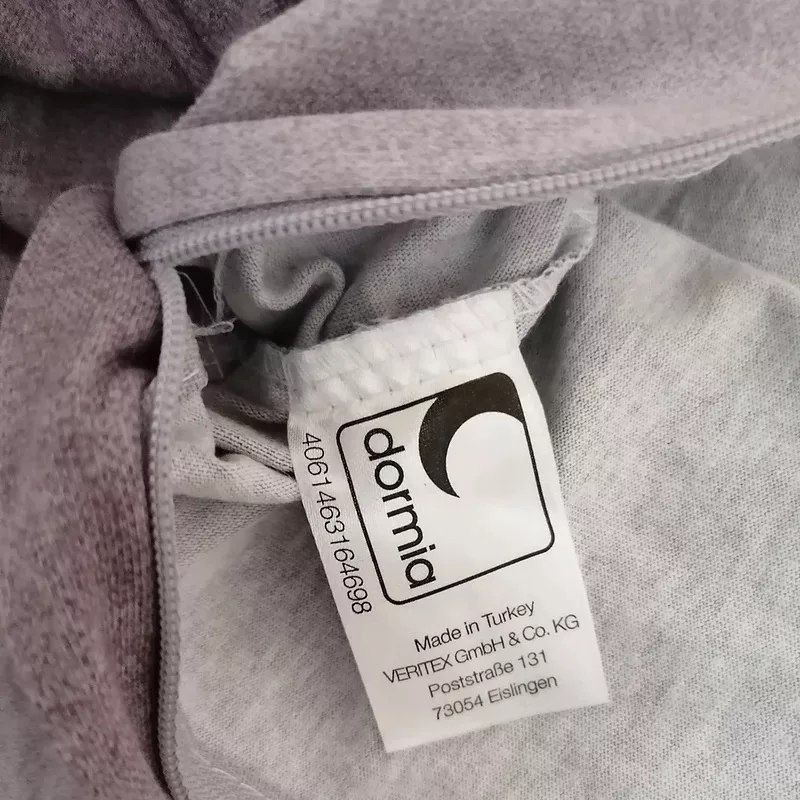 dormia
4061463164698
Made in Turkey
VERITEX GmbH & Co. KG
Poststraße 131
73054 Eislingen